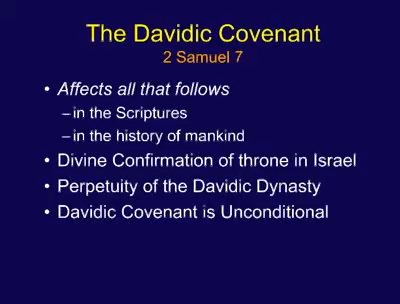 The Davidic Covenant
2 Samuel 7
• Affects all that follows
–in the Scriptures
–in the history of mankind
• Divine Confirmation of throne in Israel
• Perpetuity of the Davidic Dynasty
• Davidic Covenant is Unconditional